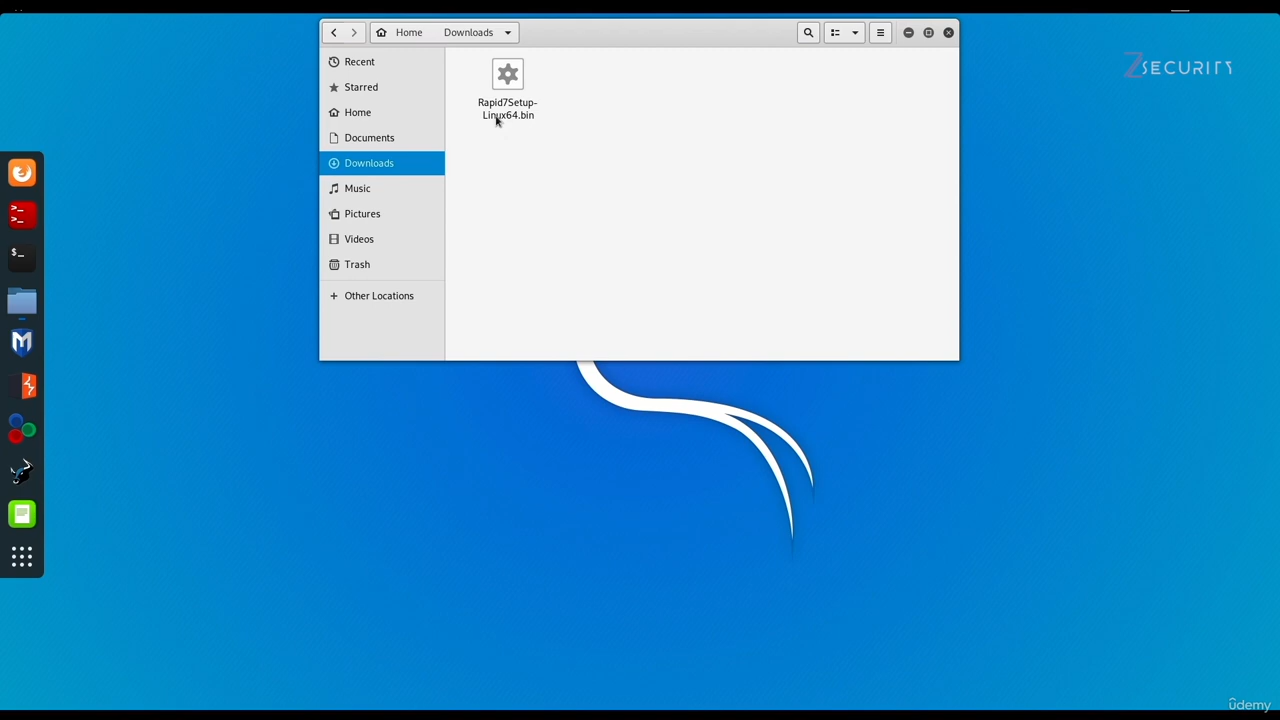 Home Downloads
Recent
Starred
Home
Documents
Downloads
Music
Pictures
Videos
Trash
Other Locations
Rapid7Setup-
Linux64.bin
ZSECURITY
udemy